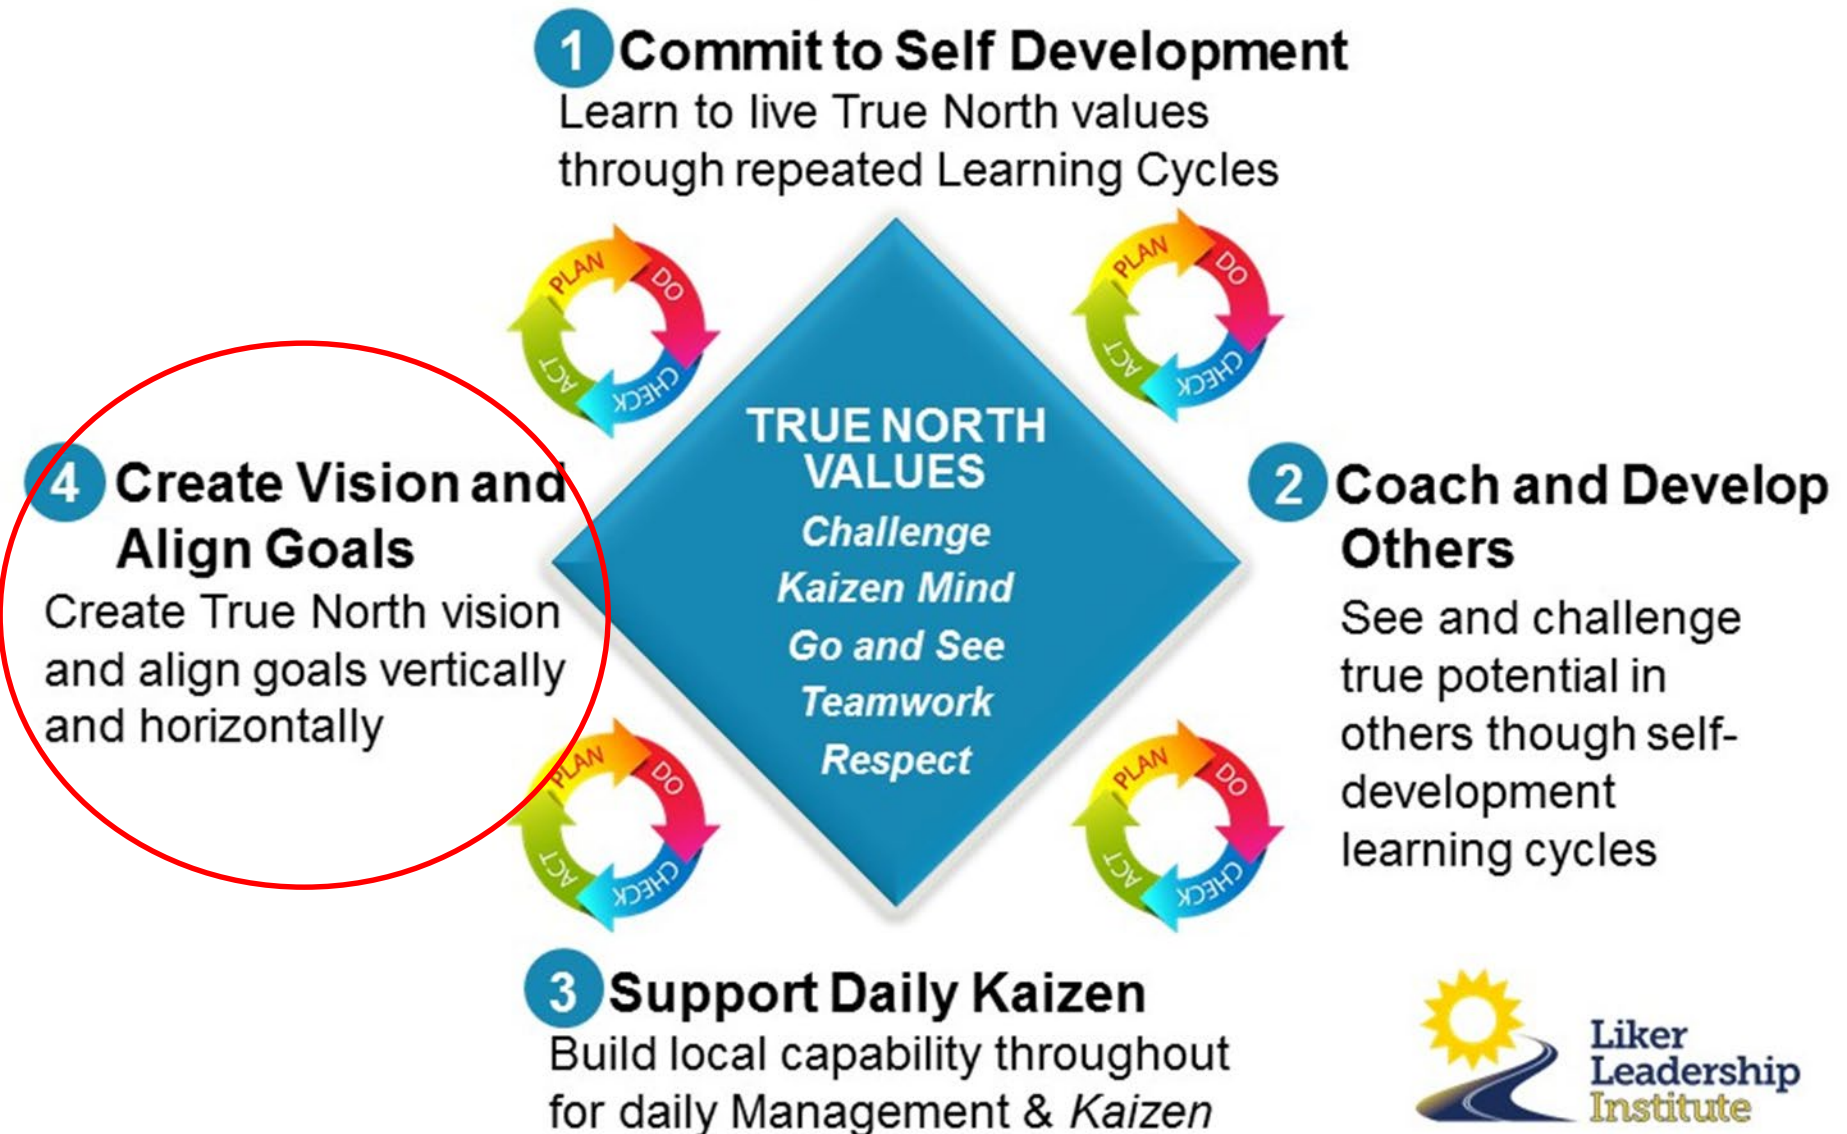 1 Commit to Self Development
Learn to live True North values
through repeated Learning Cycles
PLAN
DO
CHECK
ACT
PLAN
DO
CHECK
ACT
TRUE NORTH
VALUES
Challenge
Kaizen Mind
Go and See
Teamwork
Respect
4 Create Vision and
Align Goals
Create True North vision
and align goals vertically
and horizontally
2 Coach and Develop
Others
See and challenge
true potential in
others though self-
development
learning cycles
PLAN
DO
CHECK
ACT
PLAN
DO
CHECK
ACT
3 Support Daily Kaizen
Build local capability throughout
for daily Management & Kaizen
Liker
Leadership
Institute